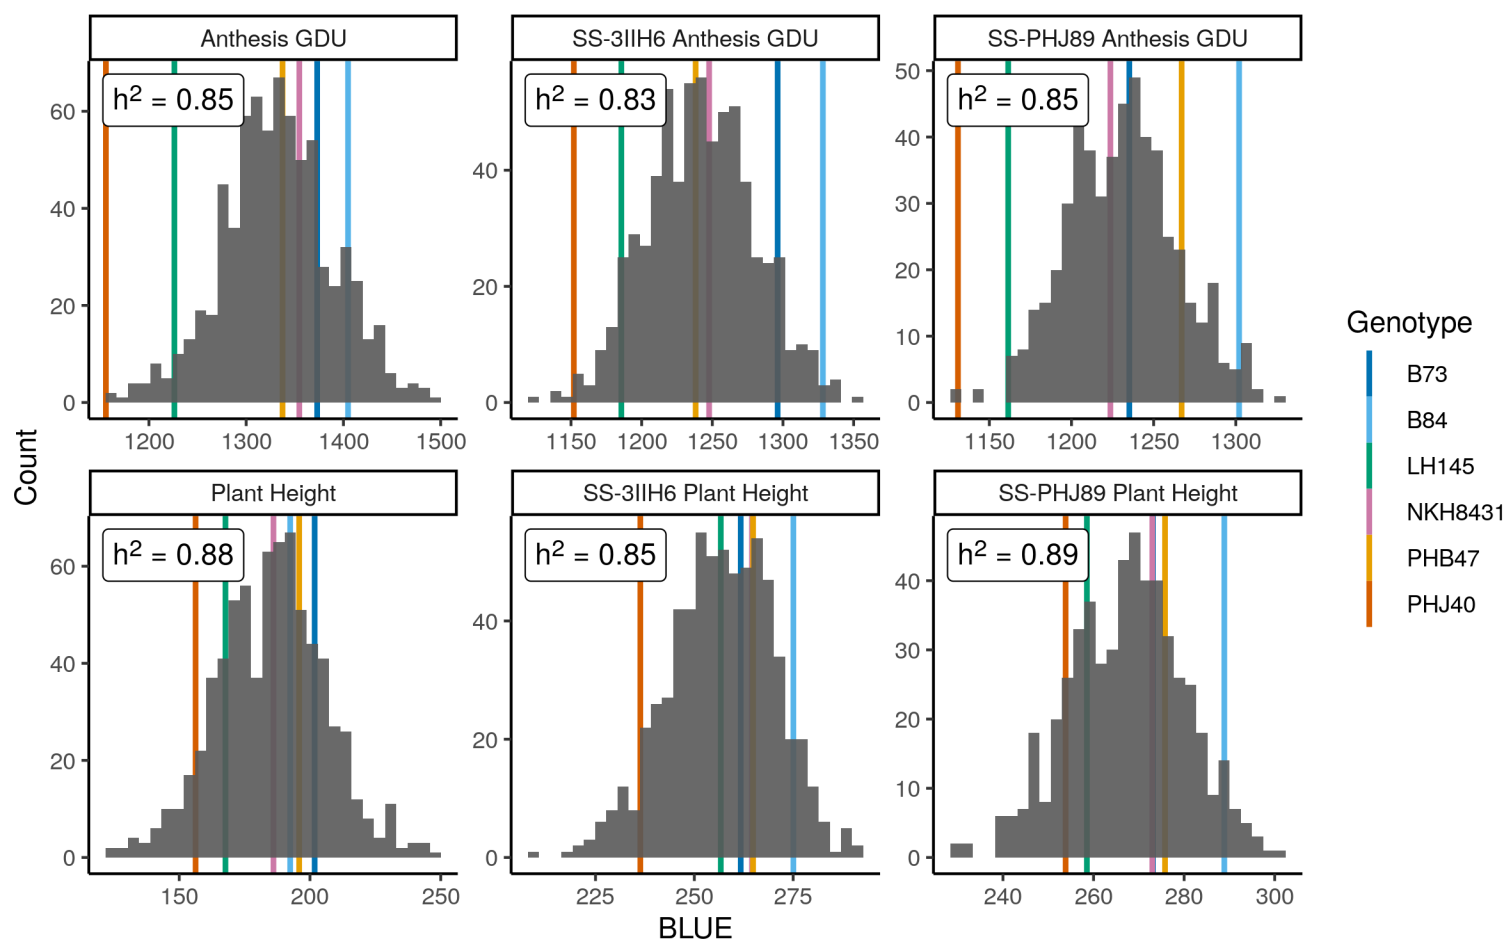 Anthesis GDU
SS-3IIH6 Anthesis GDU
SS-PHJ89 Anthesis GDU
h² = 0.85
h² = 0.83
h² = 0.85
60
40
20
0
40
20
0
50
40
30
20
10
0
1200 1300 1400 1500
1150 1200 1250 1300 1350
1150 1200 1250 1300
Plant Height
SS-3IIH6 Plant Height
SS-PHJ89 Plant Height
h² = 0.88
h² = 0.85
h² = 0.89
60
40
20
0
40
20
0
40
30
20
10
0
150 200 250
225 250 275
240 260 280 300
Count
BLUE
Genotype
B73
B84
LH145
NKH8431
PHB47
PHJ40